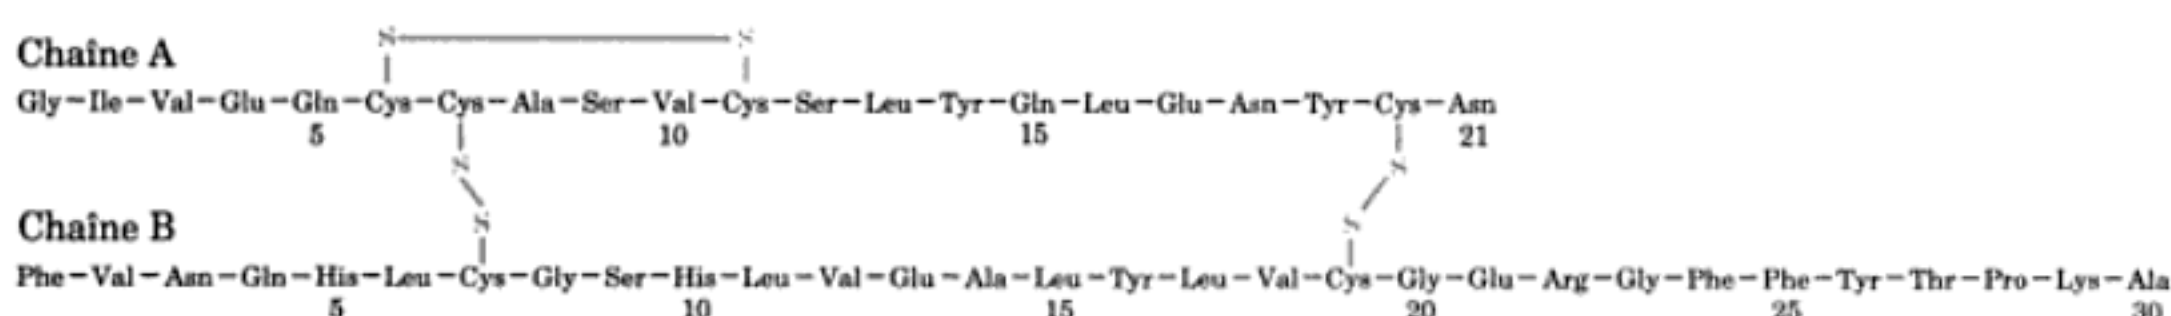 Chaîne A
Gly-Ile-Val-Glu-Gln-Cys-Cys-Ala-Ser-Val-Cys-Ser-Leu-Tyr-Gln-Leu-Glu-Asn-Tyr-Cys-Asn
5 10 15 21
Chaîne B
Phe-Val-Asn-Gln-His-Leu-Cys-Gly-Ser-His-Leu-Val-Glu-Ala-Leu-Tyr-Leu-Val-Cys-Gly-Glu-Arg-Gly-Phe-Phe-Tyr-Thr-Pro-Lys-Ala
5 10 15 20 25 30